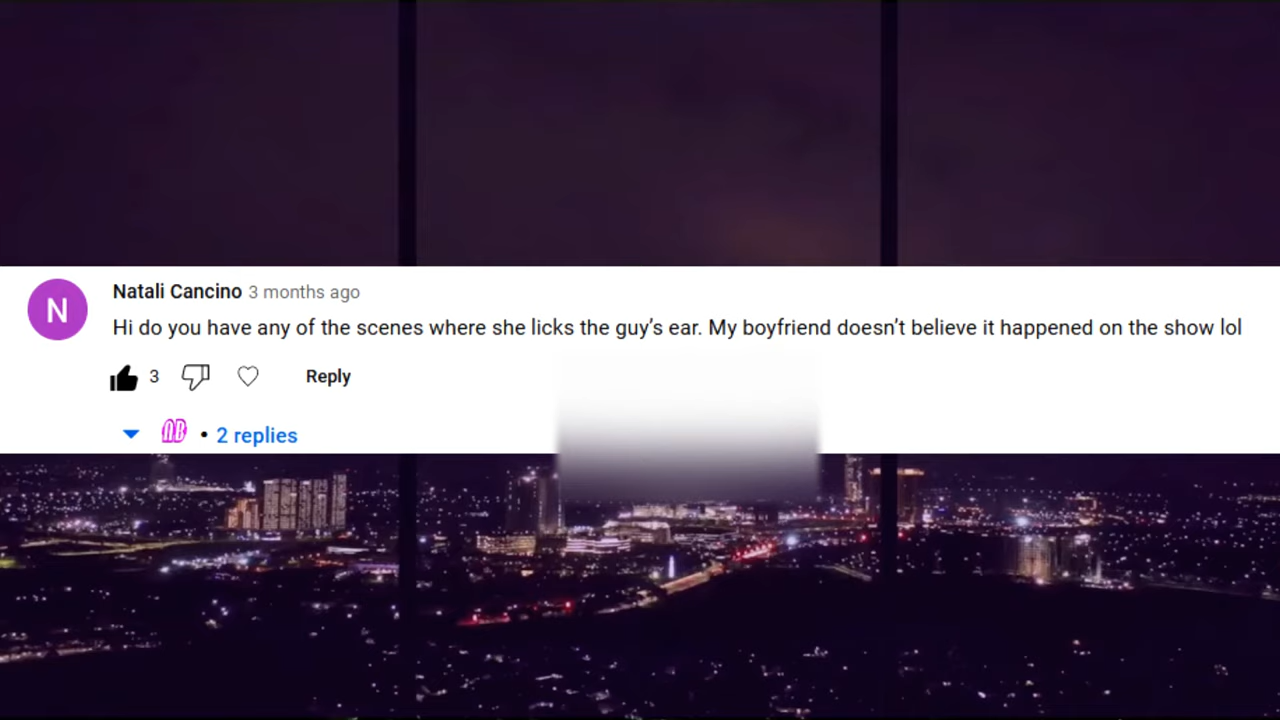 N
Natali Cancino 3 months ago
Hi do you have any of the scenes where she licks the guy’s ear. My boyfriend doesn’t believe it happened on the show lol
3
Reply
NB • 2 replies